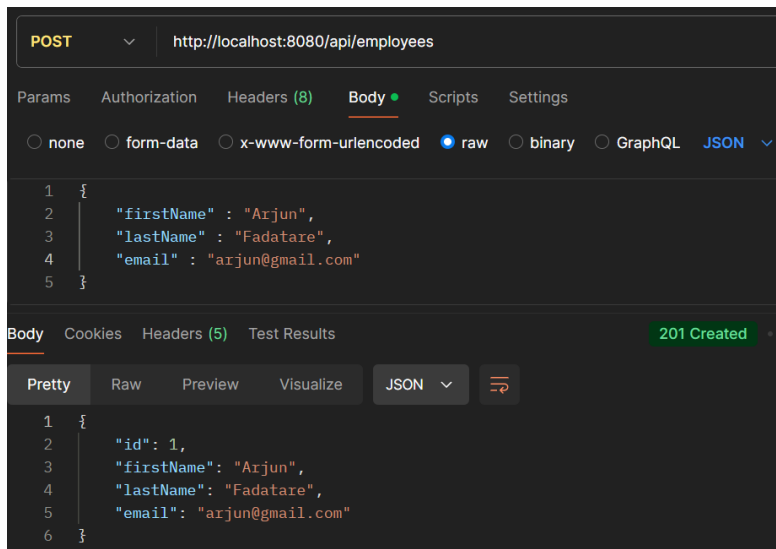 POST http://localhost:8080/api/employees
Params Authorization Headers (8) Body Scripts Settings
none form-data x-www-form-urlencoded raw binary GraphQL JSON
1 {
2 "firstName" : "Arjun",
3 "lastName" : "Fadatare",
4 "email" : "arjun@gmail.com"
5 }
Body Cookies Headers (5) Test Results 201 Created
Pretty Raw Preview Visualize JSON
1 {
2 "id": 1,
3 "firstName": "Arjun",
4 "lastName": "Fadatare",
5 "email": "arjun@gmail.com"
6 }